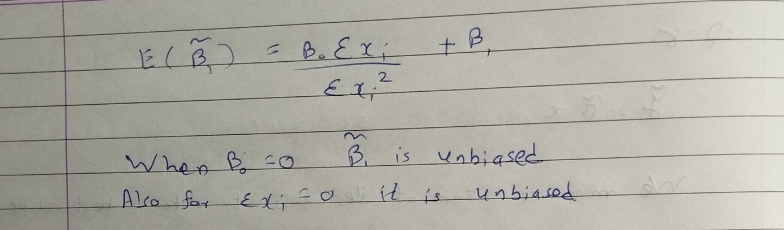 E(β̃₁) = β₀ Σxᵢ / Σxᵢ² + β₁
When β₀ = 0 β̃₁ is unbiased
Also for Σxᵢ = 0 it is unbiased